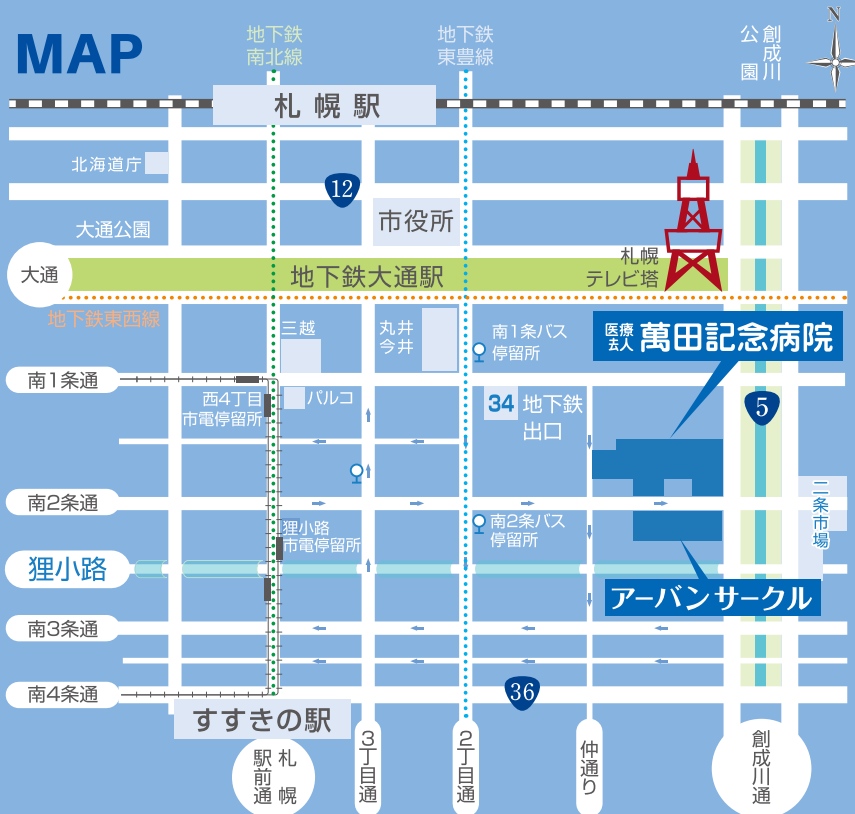 MAP
地下鉄
南北線
地下鉄
東豊線
創成川
公園
N
札幌駅
北海道庁
12
市役所
大通公園
大通
地下鉄大通駅
札幌
テレビ塔
地下鉄東西線
三越
丸井
今井
南1条バス
停留所
医療
法人
萬田記念病院
南1条通
西4丁目
市電停留所
パルコ
34
地下鉄
出口
5
南2条通
狸小路
市電停留所
南2条バス
停留所
二条市場
狸小路
アーバンサークル
南3条通
南4条通
36
すすきの駅
札幌
駅前通
3丁目通
2丁目通
仲通り
創成川通